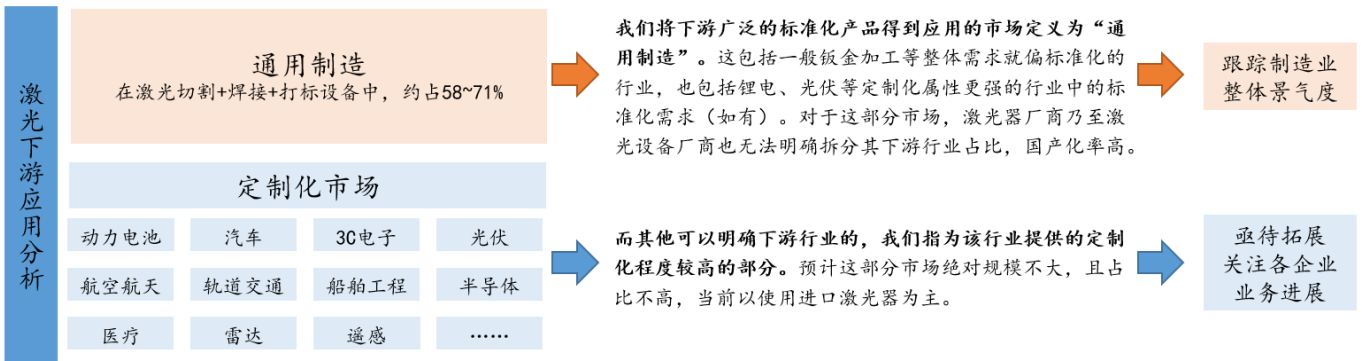 激光下游应用分析
通用制造
在激光切割+焊接+打标设备中，约占58~71%
我们将下游广泛的标准化产品得到应用的市场定义为“通
用制造”。这包括一般钣金加工等整体需求就偏标准化的
行业，也包括锂电、光伏等定制化属性更强的行业中的标
准化需求（如有）。对于这部分市场，激光器厂商乃至激
光设备厂商也无法明确拆分其下游行业占比，国产化率高。
跟踪制造业
整体景气度
定制化市场
动力电池
汽车
3C电子
光伏
航空航天
轨道交通
船舶工程
半导体
医疗
雷达
遥感
……
而其他可以明确下游行业的，我们指为该行业提供的定制
化程度较高的部分。预计这部分市场绝对规模不大，且占
比不高，当前以使用进口激光器为主。
亟待拓展
关注各企业
业务进展